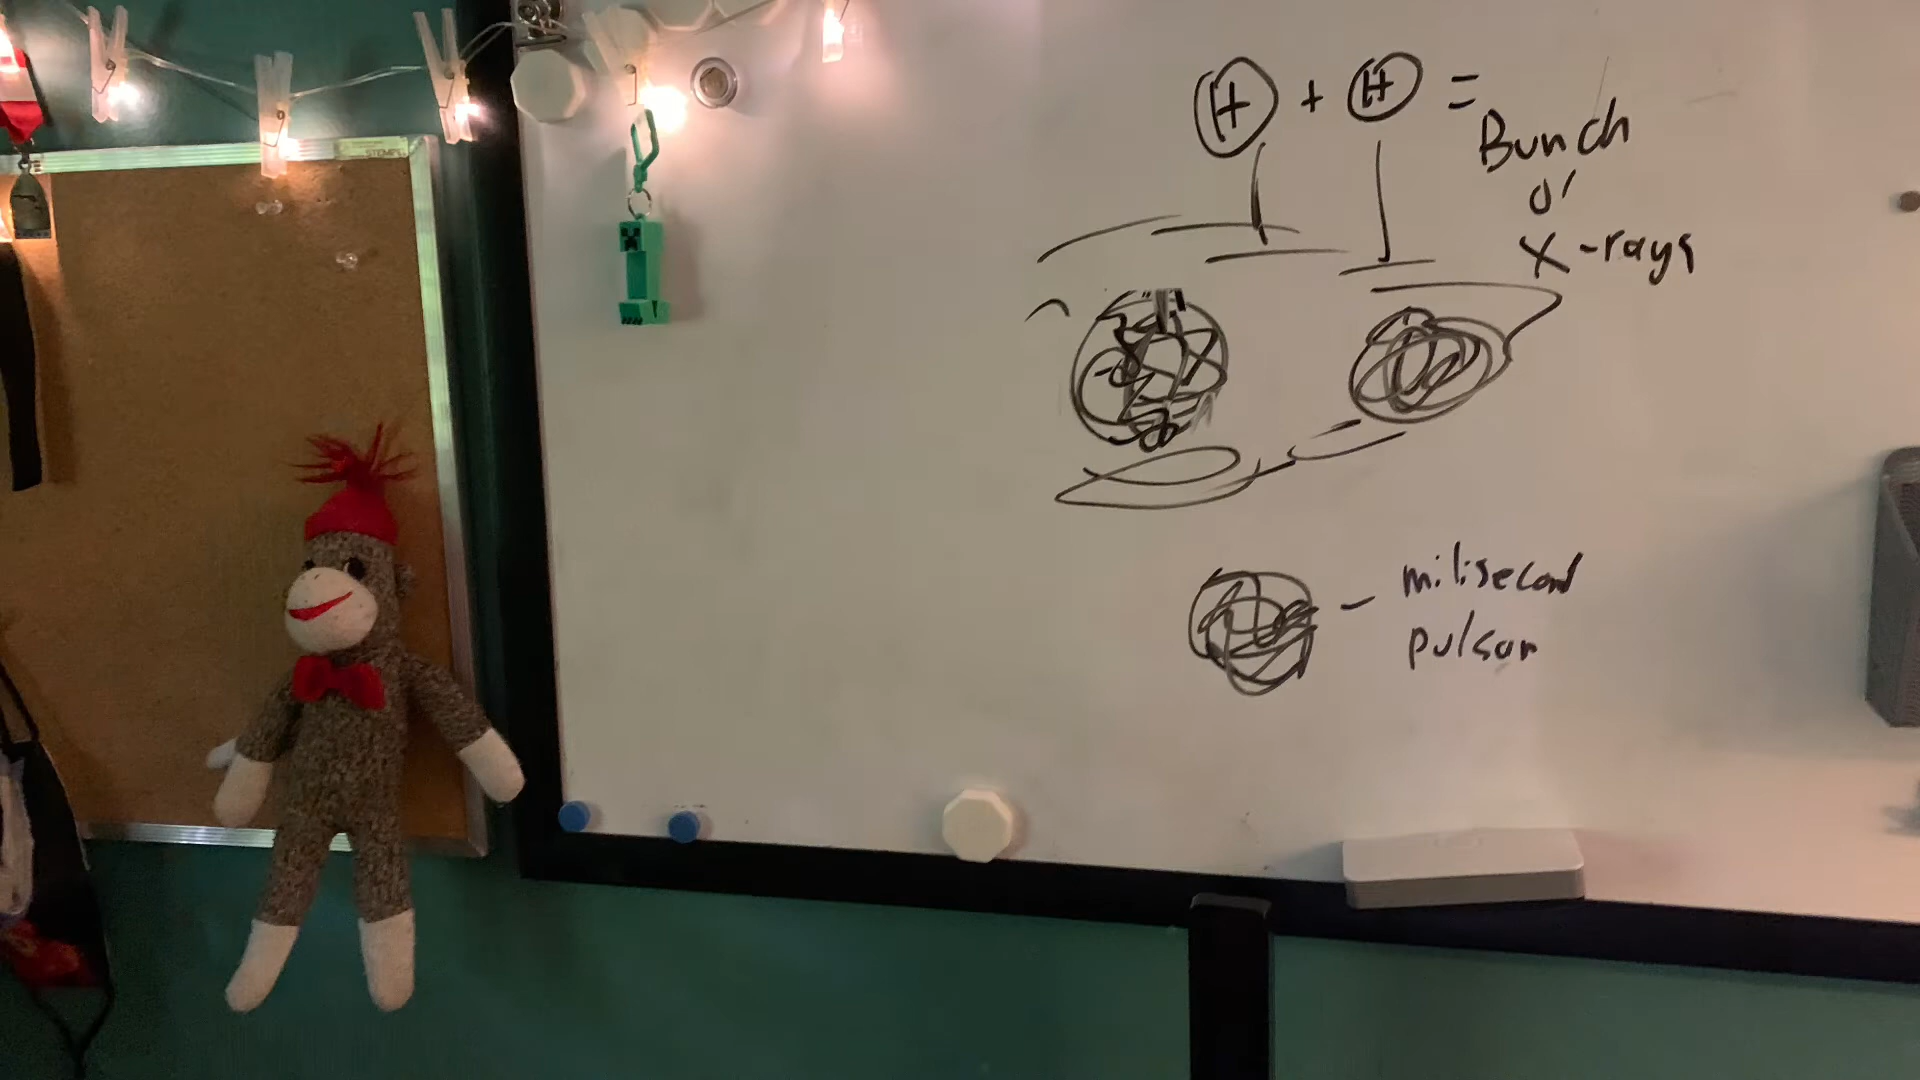 H + H =
Bunch
o'
X-rays
milisecond
pulsar